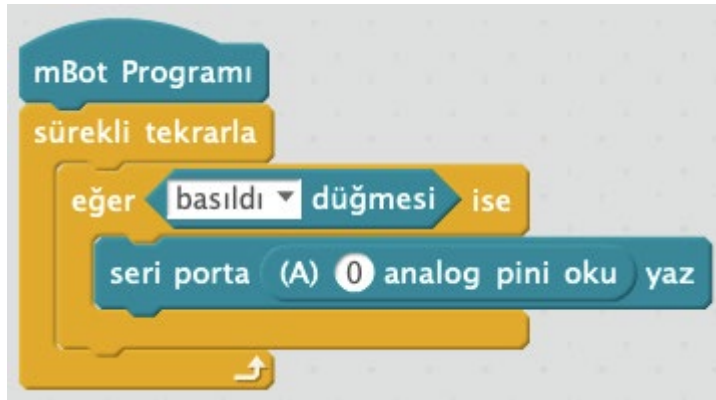 mBot Programı
sürekli tekrarla
eğer basıldı düğmesi ise
seri porta (A) 0 analog pini oku yaz